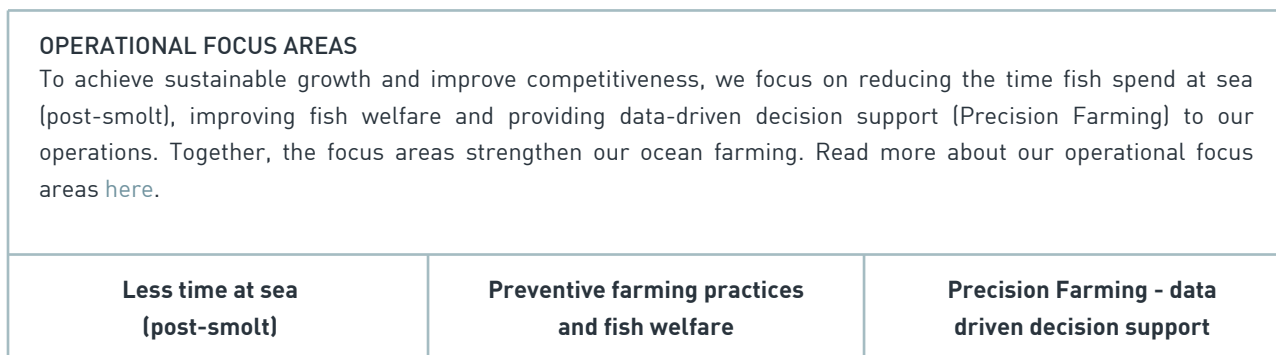 OPERATIONAL FOCUS AREAS
To achieve sustainable growth and improve competitiveness, we focus on reducing the time fish spend at sea
(post-smolt), improving fish welfare and providing data-driven decision support (Precision Farming) to our
operations. Together, the focus areas strengthen our ocean farming. Read more about our operational focus
areas here.
Less time at sea
(post-smolt)
Preventive farming practices
and fish welfare
Precision Farming - data
driven decision support